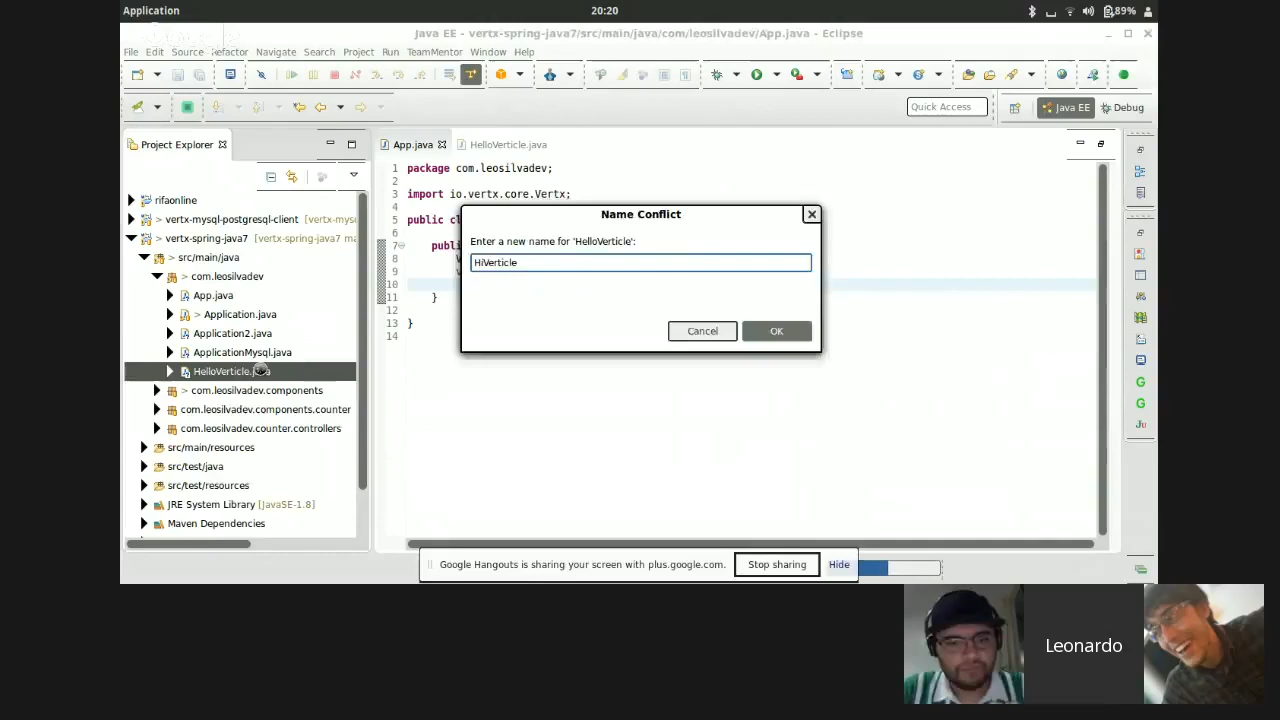 Application
20:20
89%
Java EE - vertx-spring-java7/src/main/java/com/leosilvadev/App.java - Eclipse
File Edit Source Refactor Navigate Search Project Run TeamMentor Window Help
Quick Access
Java EE
Debug
Project Explorer
App.java
HelloVerticle.java
rifaonline
> vertx-mysql-postgresql-client [vertx-mys
> vertx-spring-java7 [vertx-spring-java7 ma
> src/main/java
> com.leosilvadev
App.java
> Application.java
Application2.java
ApplicationMysql.java
HelloVerticle.java
> com.leosilvadev.components
com.leosilvadev.components.counter
com.leosilvadev.counter.controllers
src/main/resources
src/test/java
src/test/resources
JRE System Library [JavaSE-1.8]
Maven Dependencies
1 package com.leosilvadev;
2
3 import io.vertx.core.Vertx;
4
5 public cl
6
7 publi
8
9
10
11 }
12
13 }
14
Name Conflict
Enter a new name for 'HelloVerticle':
HiVerticle
Cancel
OK
Google Hangouts is sharing your screen with plus.google.com.
Stop sharing
Hide
Leonardo